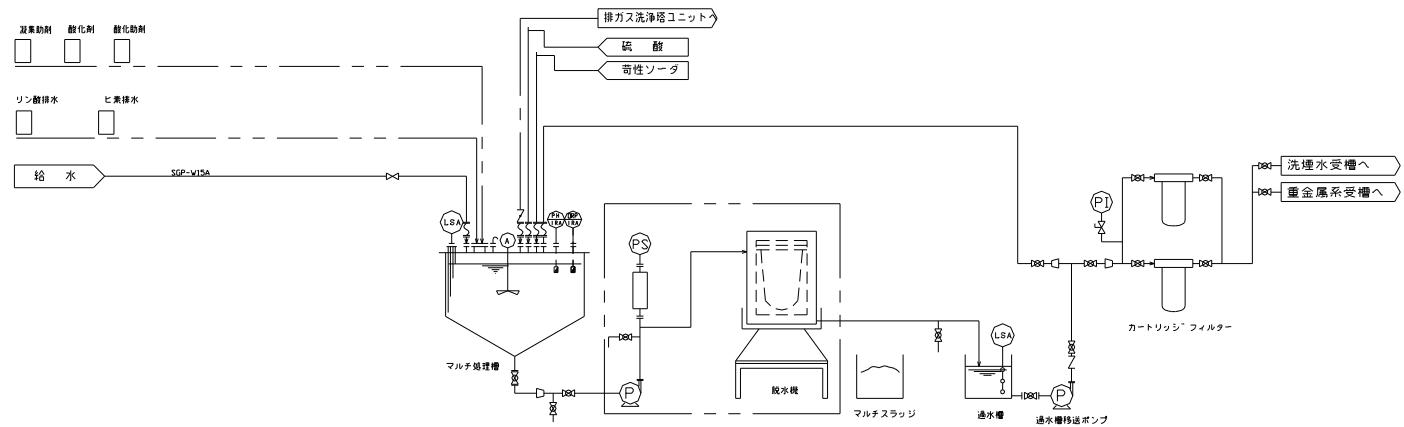 排ガス洗浄塔ユニットへ
凝集助剤 酸化剤 酸化助剤
硫 酸
苛性ソーダ
リン酸排水 ヒ素排水
洗煙水受槽へ
給 水
SGP-W15A
重金属系受槽へ
PI
LSA
PH
IRA
ORP
IRA
A
PS
カートリッジフィルター
LSA
マルチ処理槽
P
脱水機
P
マルチスラッジ
過水槽
過水槽移送ポンプ